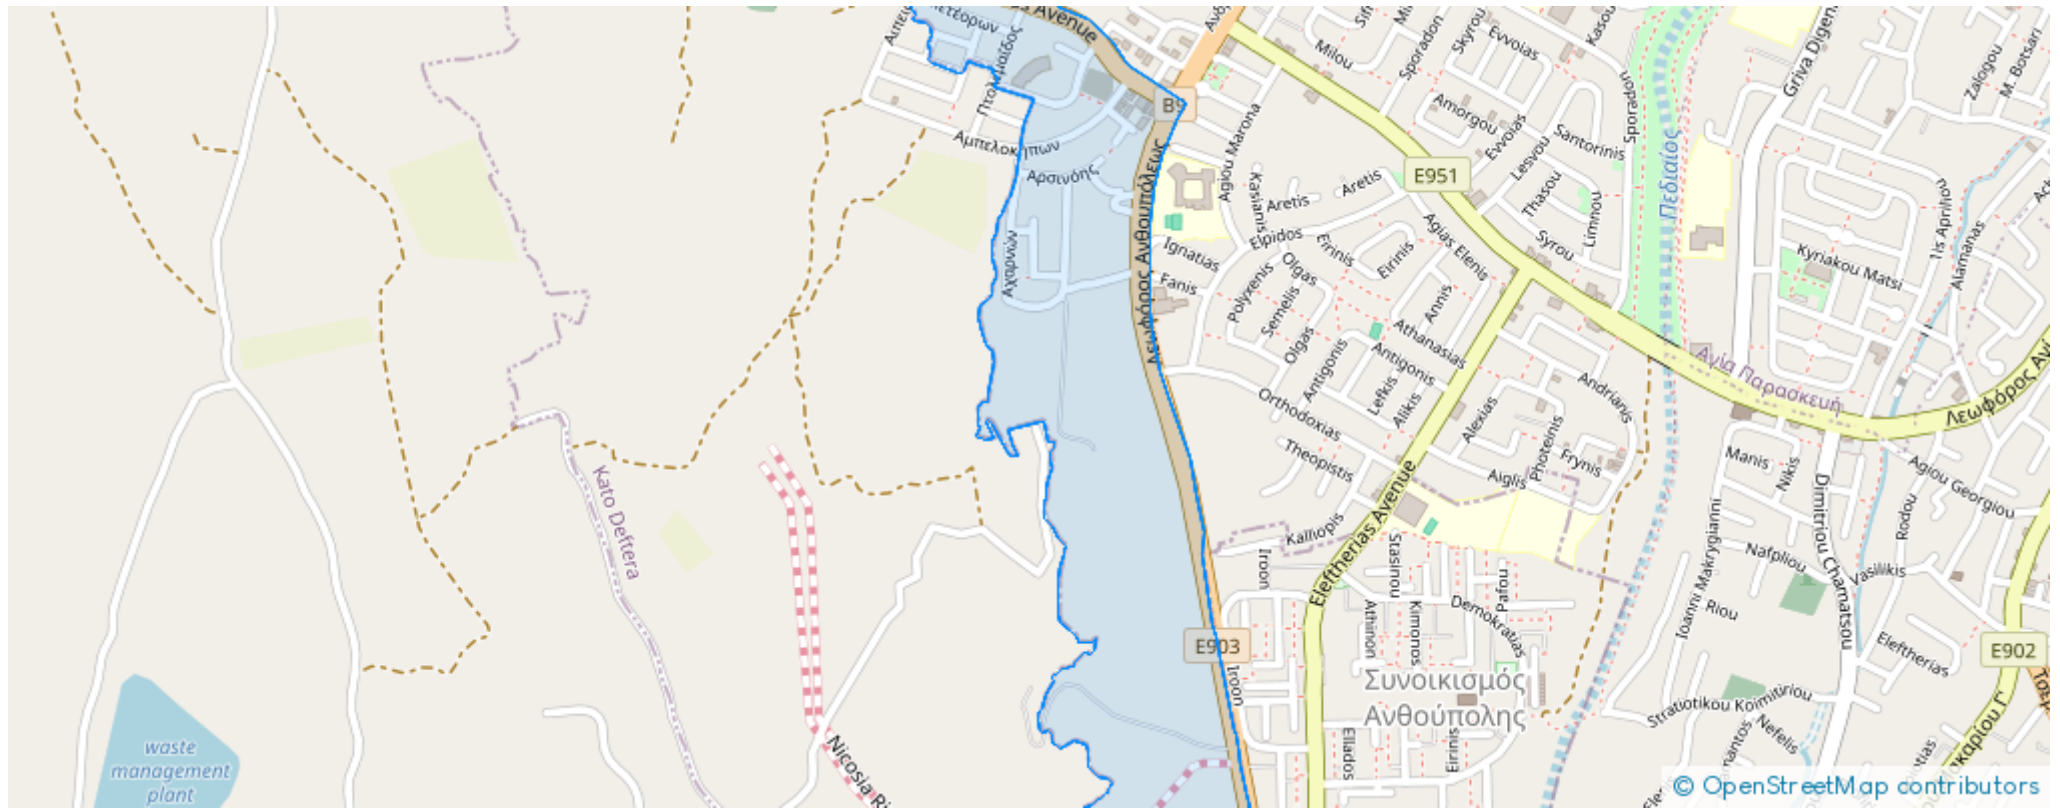 ετέορων
as Avenue
Πτολεμαΐδος
B9
Αρσινόης
Αχαρνών
Λεωφόρος Ανθουπόλεως
Milou
Sporadon
Skyrou
Evvoias
Kasou
Sporadon
Amorgou
Evvoias
Santorinis
Lesvou
Thasou
Limnou
Syrou
E951
Agiou Marona
Kasianis
Aretis
Aretis
Elpidos
Ignatias
Fanis
Eirinis
Eirinis
Agias Elenis
Polyxenis
Olgas
Semelis
Olgas
Annis
Athanasias
Antigonis
Antigonis
Lefkis
Alikis
Orthodoxias
Theopistis
Alexias
Photeinis
Andrianis
Frynis
Aiglis
Kalliopis
Eleftherias Avenue
Πεδιαίος
Griva Digeni
Zalogou
M. Botsari
1is Apriliou
Alamanas
Kyriakou Matsi
Αγία Παρασκευή
Λεωφόρος
Manis
Nikis
Agiou Georgiou
Dimitriou Chamatsou
Ioanni Makrygianni
Rodou
Nafpliou
Vasilikis
Riou
Eleftherias
E902
Stratiotikou Koimitiriou
Nefelis
E903
Iroon
Iroon
Stasinou
Athinon
Kimonos
Pafou
Demokratias
Συνοικισμός
Ανθούπολης
Ellados
Eirinis
Kato Deftera
Nicosia Ri
waste
management
plant
© OpenStreetMap contributors